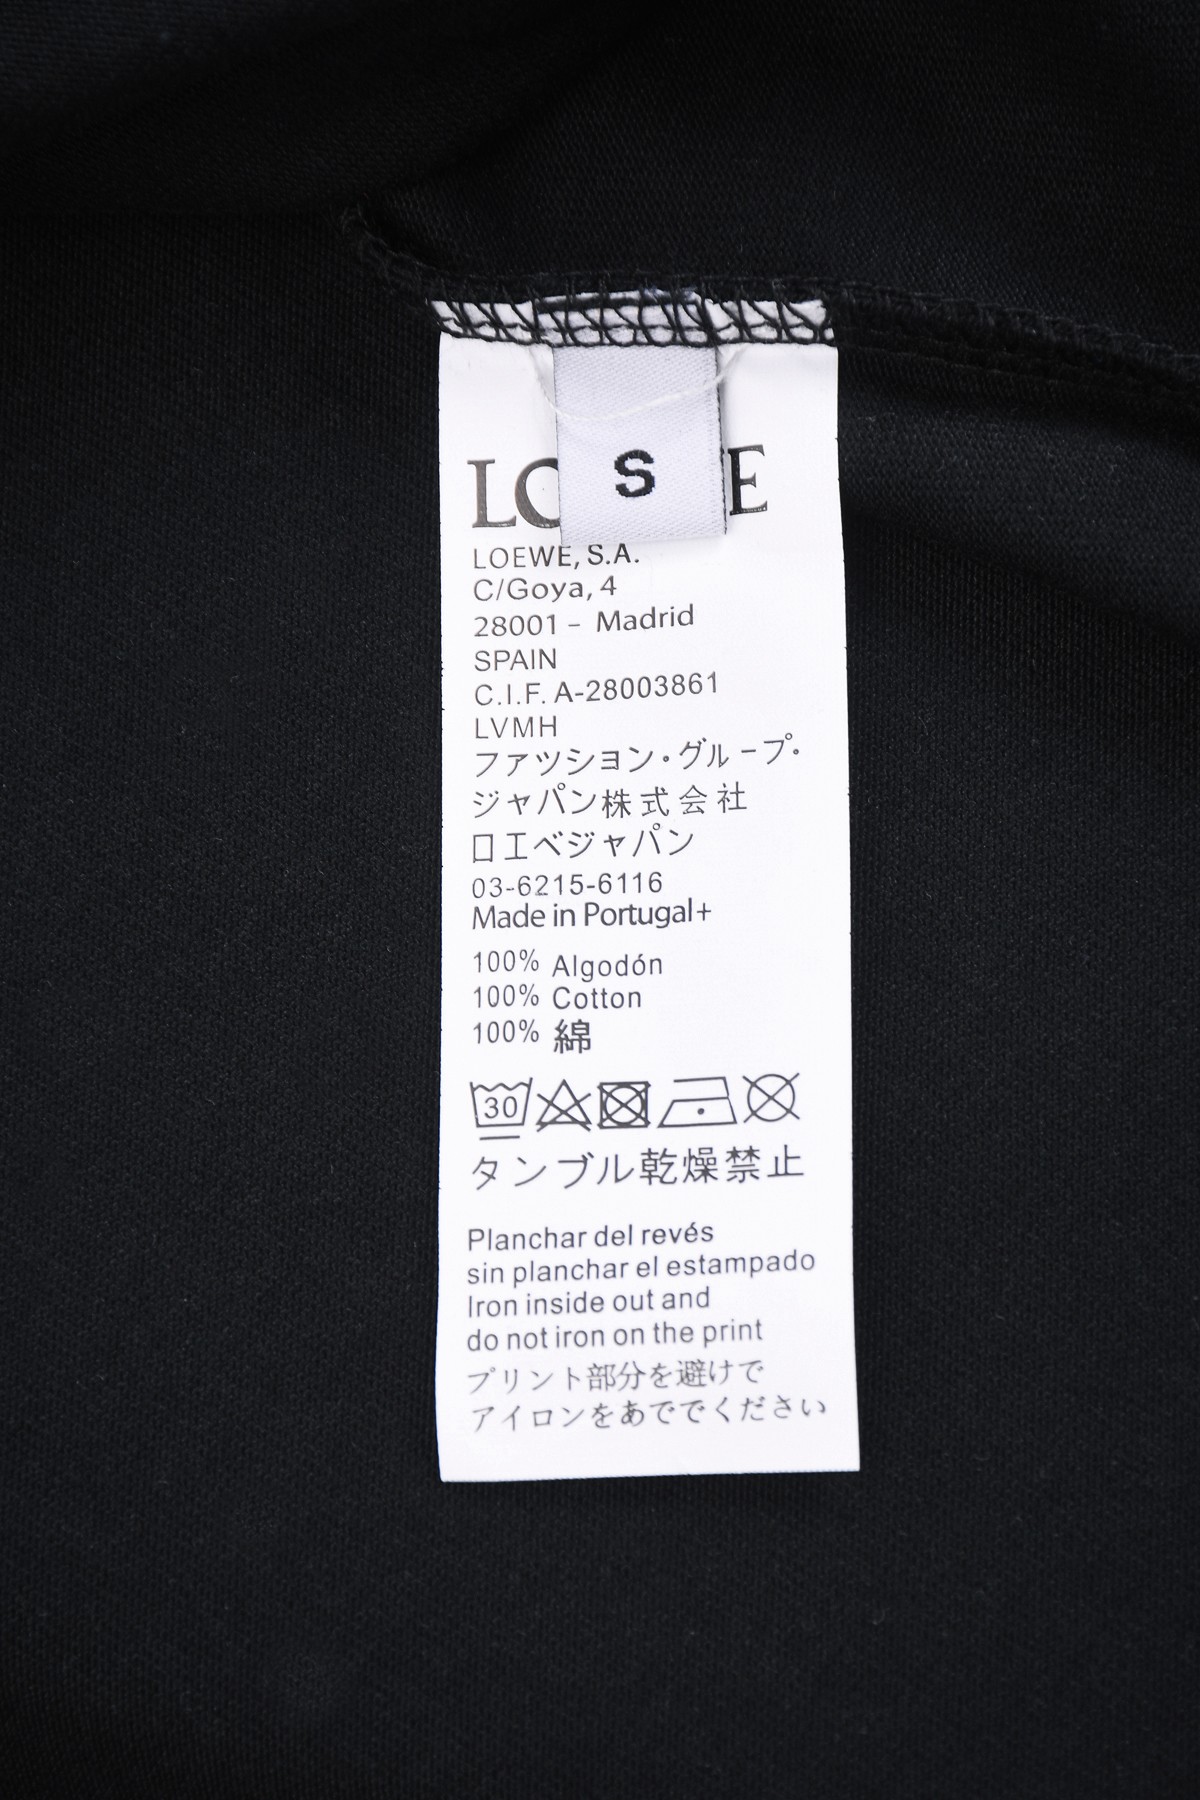 S
LOEWE, S.A.
C/Goya, 4
28001 – Madrid
SPAIN
C.I.F. A-28003861
LVMH
ファツション・グループ・
ジャパン株式会社
ロエベジャパン
03-6215-6116
Made in Portugal+
100% Algodón
100% Cotton
100% 綿
30
タンブル乾燥禁止
Planchar del revés
sin planchar el estampado
Iron inside out and
do not iron on the print
プリント部分を避けで
アイロンをあででください